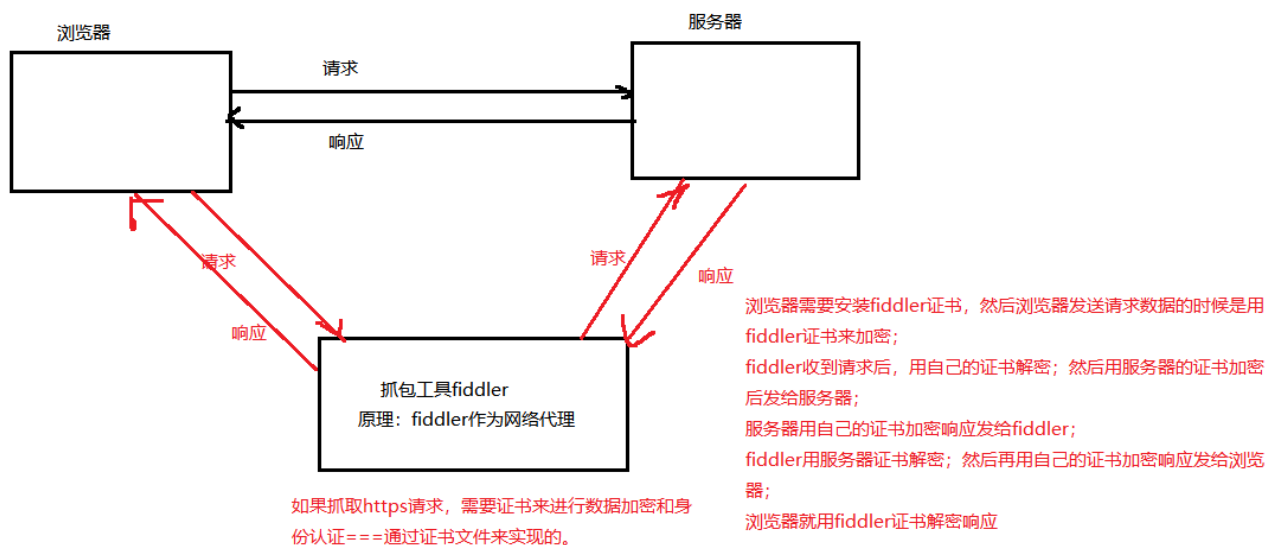 浏览器
服务器
请求
响应
请求
响应
请求
响应
抓包工具fiddler
原理：fiddler作为网络代理
浏览器需要安装fiddler证书，然后浏览器发送请求数据的时候是用
fiddler证书来加密；
fiddler收到请求后，用自己的证书解密；然后用服务器的证书加密
后发给服务器；
服务器用自己的证书加密响应发给fiddler；
fiddler用服务器证书解密；然后再用自己的证书加密响应发给浏览
器；
浏览器就用fiddler证书解密响应
如果抓取https请求，需要证书来进行数据加密和身
份认证===通过证书文件来实现的。